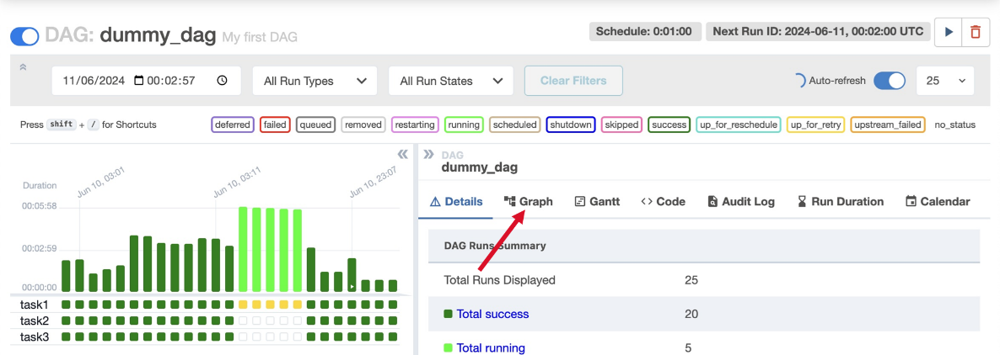 DAG: dummy_dag My first DAG
Schedule: 0:01:00 Next Run ID: 2024-06-11, 00:02:00 UTC
11/06/2024 00:02:57 All Run Types All Run States Clear Filters Auto-refresh 25
Press shift + / for Shortcuts
deferred failed queued removed restarting running scheduled shutdown skipped success up_for_reschedule up_for_retry upstream_failed no_status
Jun 10, 03:01 Jun 10, 03:11 Jun 10, 23:07
Duration
00:05:58
00:02:59
00:00:00
task1
task2
task3
DAG
dummy_dag
Details Graph Gantt Code Audit Log Run Duration Calendar
DAG Runs Summary
Total Runs Displayed 25
Total success 20
Total running 5